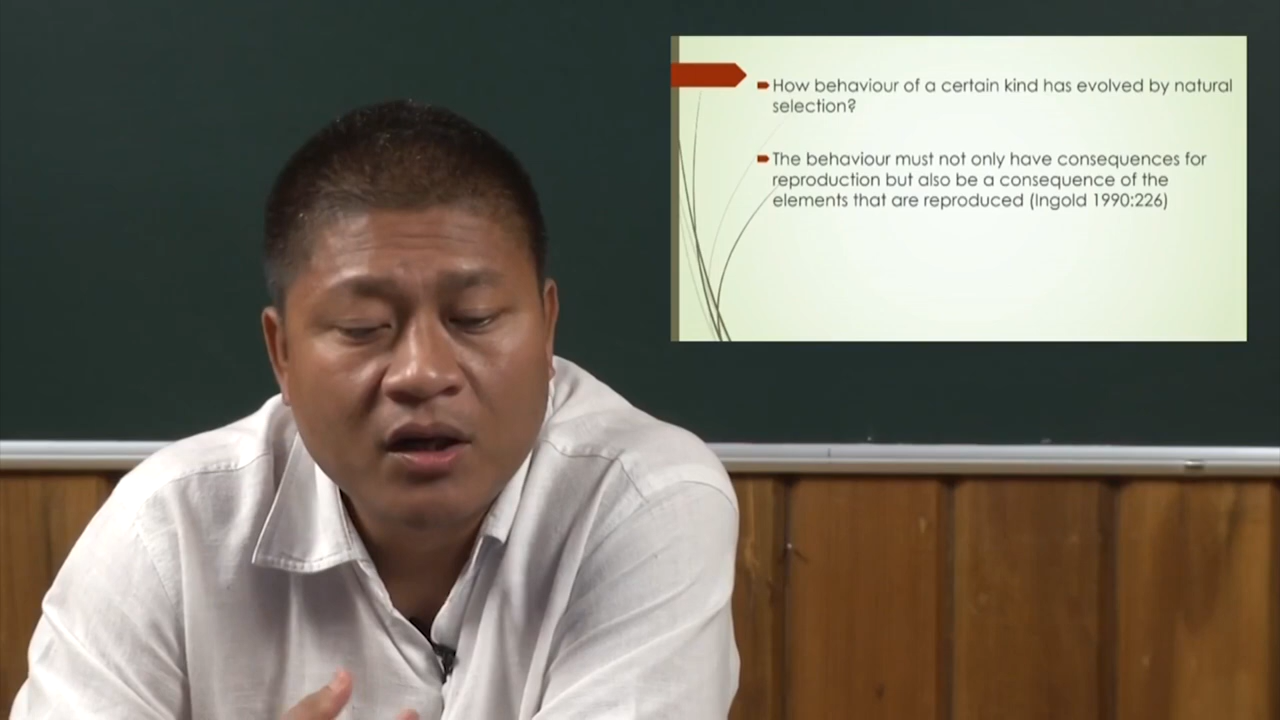 How behaviour of a certain kind has evolved by natural
selection?
The behaviour must not only have consequences for
reproduction but also be a consequence of the
elements that are reproduced (Ingold 1990:226)